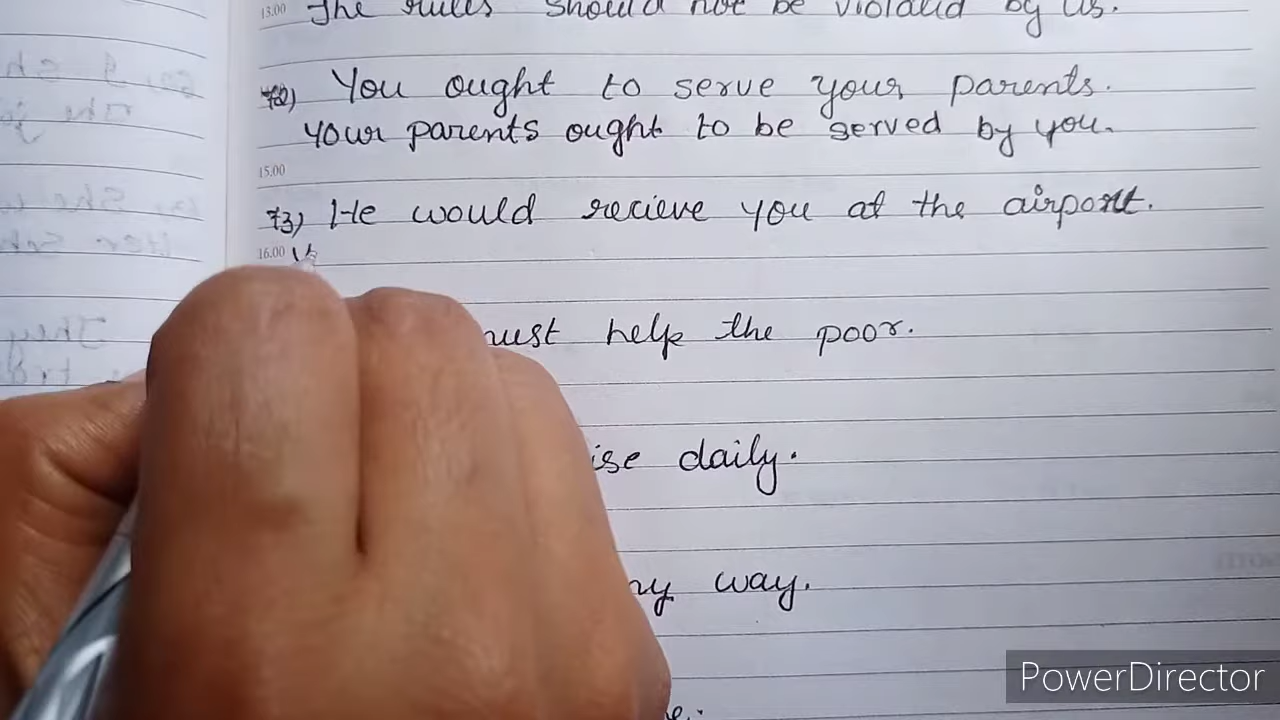 13.00 The rules should not be violated by us.
72) You ought to serve your parents.
Your parents ought to be served by you.
15.00
73) He would recieve you at the airport.
16.00
must help the poor.
daily.
way.
PowerDirector